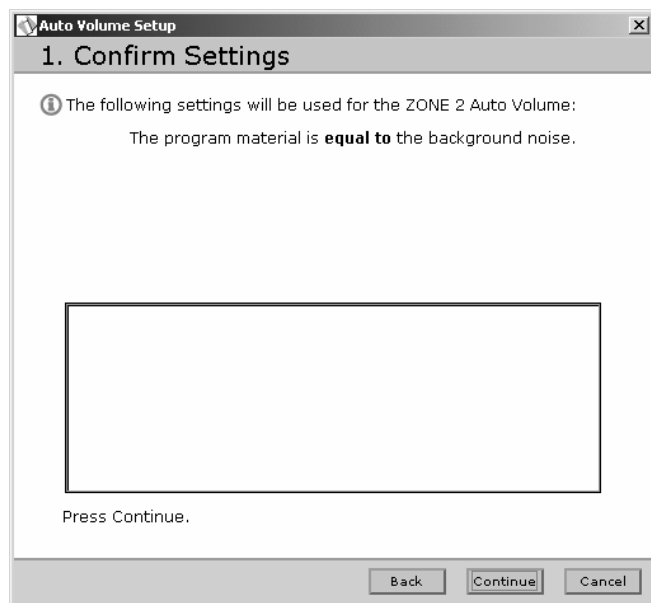 Auto Volume Setup
1. Confirm Settings
The following settings will be used for the ZONE 2 Auto Volume:
The program material is equal to the background noise.
Press Continue.
Back Continue Cancel